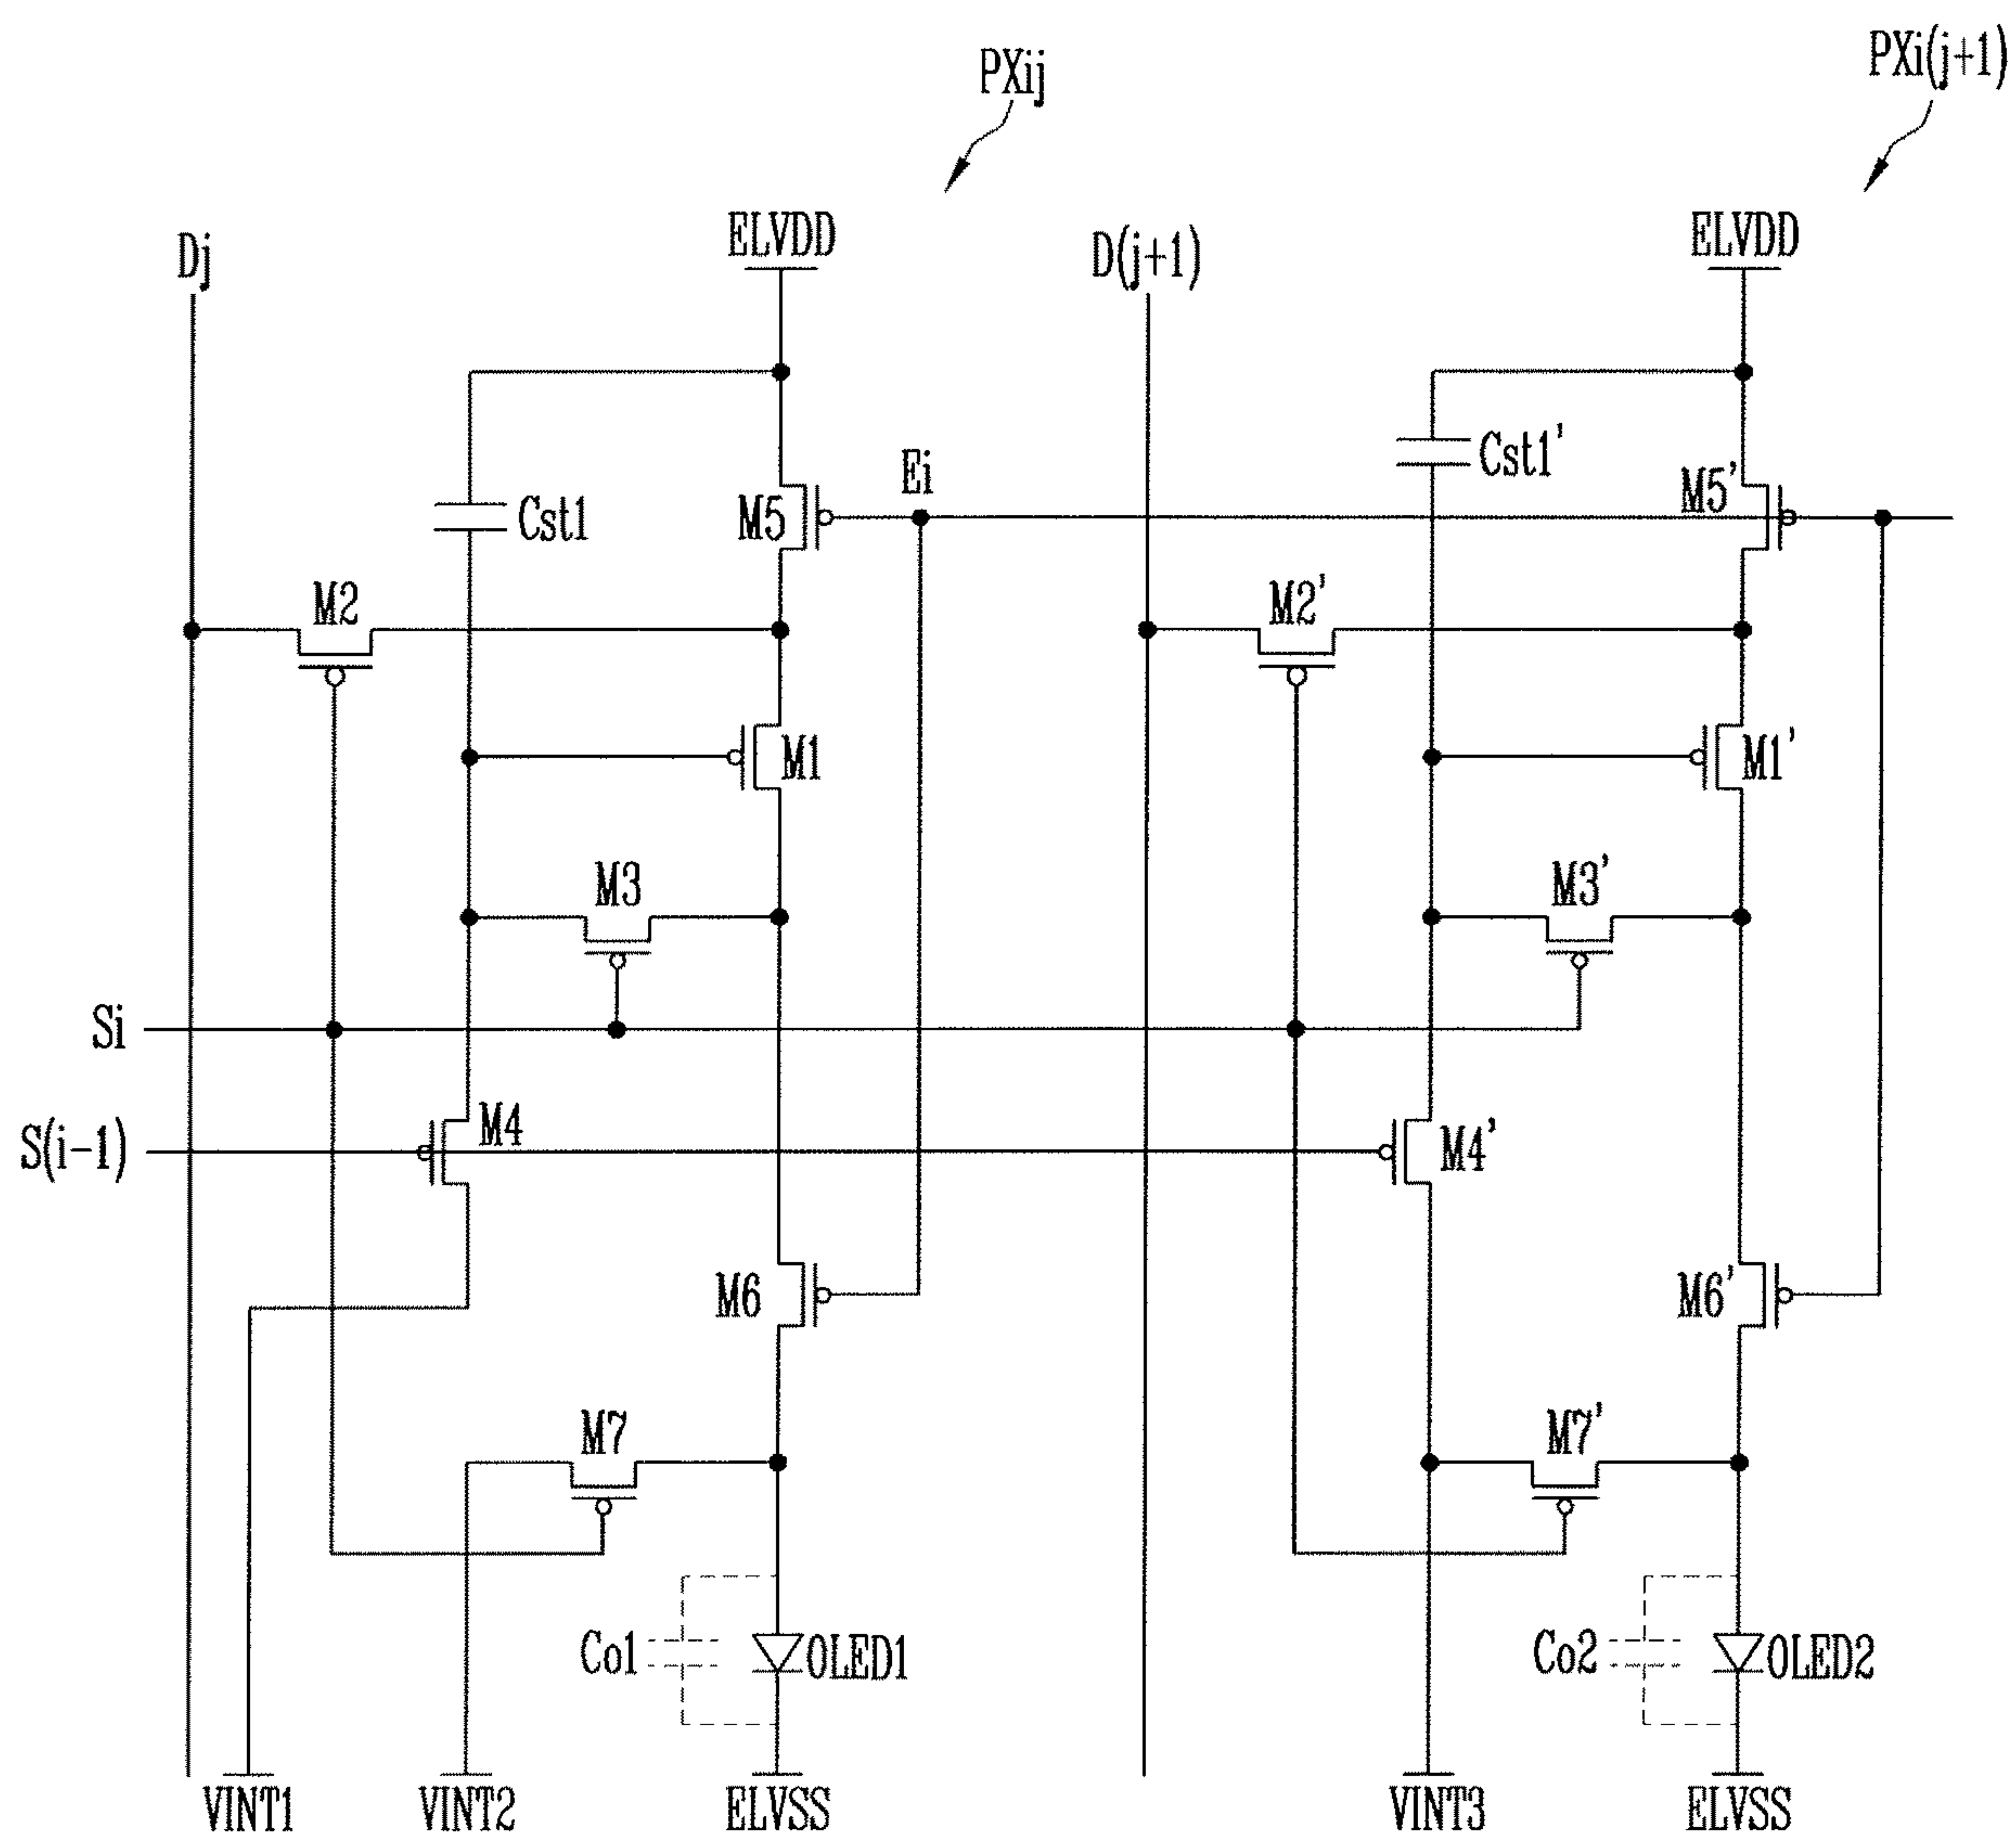 PXij
PXi(j+1)
Dj
ELVDD
D(j+1)
ELVDD
Cst1
M5
Ei
Cst1'
M5'
M2
M2'
M1
M1'
M3
M3'
Si
S(i-1)
M4
M4'
M6
M6'
M7
M7'
Co1
OLED1
Co2
OLED2
VINT1
VINT2
ELVSS
VINT3
ELVSS